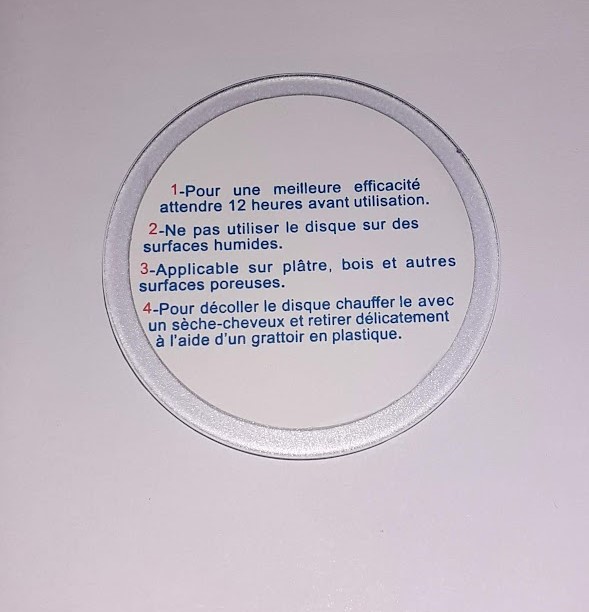 1-Pour une meilleure efficacité
attendre 12 heures avant utilisation.
2-Ne pas utiliser le disque sur des
surfaces humides.
3-Applicable sur plâtre, bois et autres
surfaces poreuses.
4-Pour décoller le disque chauffer le avec
un sèche-cheveux et retirer délicatement
à l'aide d'un grattoir en plastique.